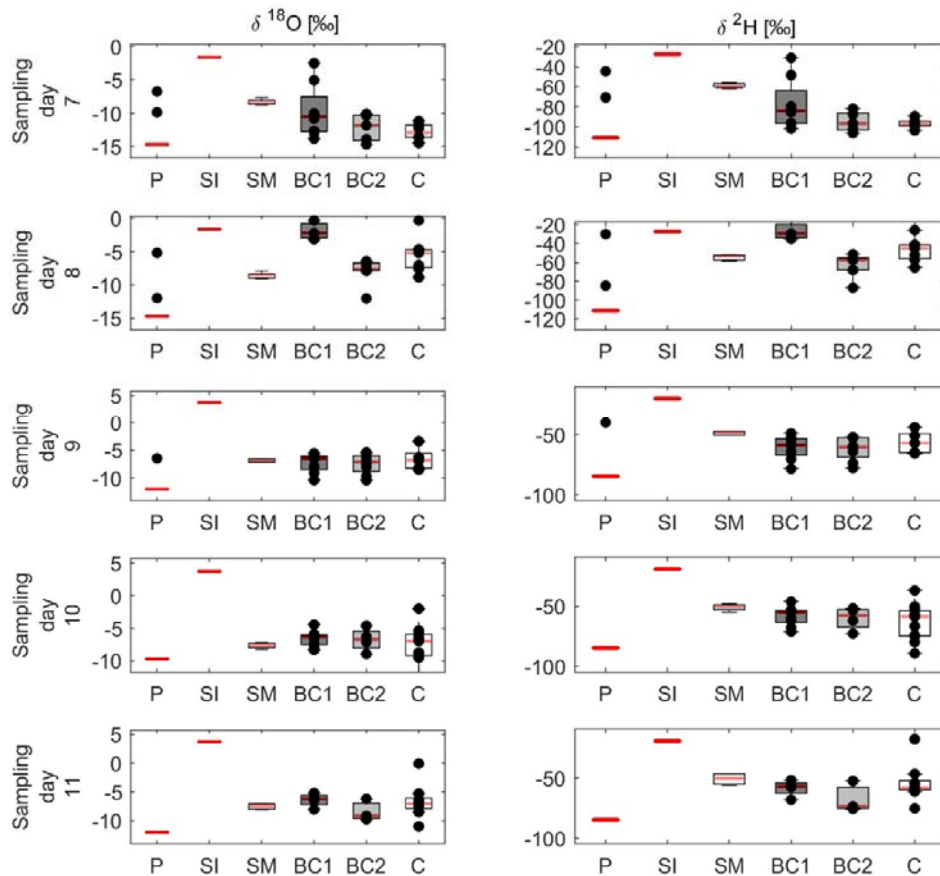 δ ¹⁸O [‰] δ ²H [‰]
Sampling day 7
0
-5
-10
-15
P SI SM BC1 BC2 C
-20
-40
-60
-80
-100
-120
P SI SM BC1 BC2 C
Sampling day 8
0
-5
-10
-15
P SI SM BC1 BC2 C
-20
-40
-60
-80
-100
-120
P SI SM BC1 BC2 C
Sampling day 9
5
0
-5
-10
P SI SM BC1 BC2 C
-50
-100
P SI SM BC1 BC2 C
Sampling day 10
5
0
-5
-10
P SI SM BC1 BC2 C
-50
-100
P SI SM BC1 BC2 C
Sampling day 11
5
0
-5
-10
P SI SM BC1 BC2 C
-50
-100
P SI SM BC1 BC2 C